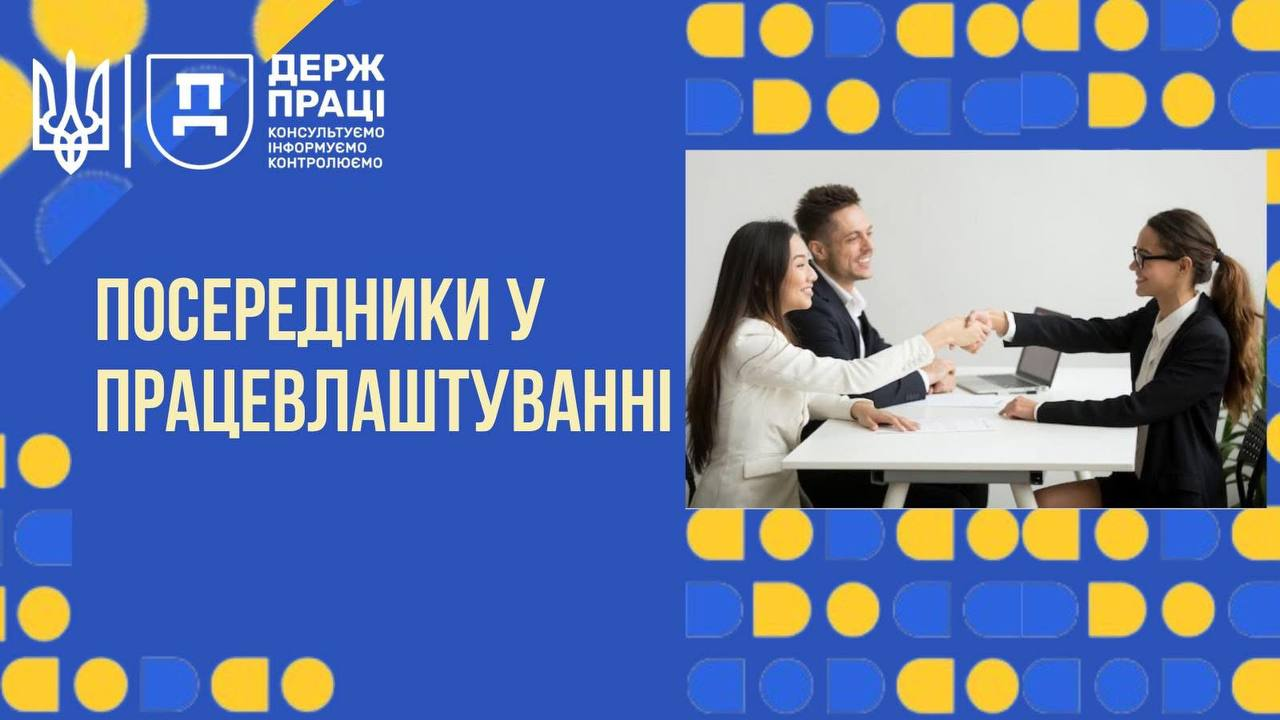 ДЕРЖ
ПРАЦІ
КОНСУЛЬТУЄМО
ІНФОРМУЄМО
КОНТРОЛЮЄМО
ПОСЕРЕДНИКИ У
ПРАЦЕВЛАШТУВАННІ